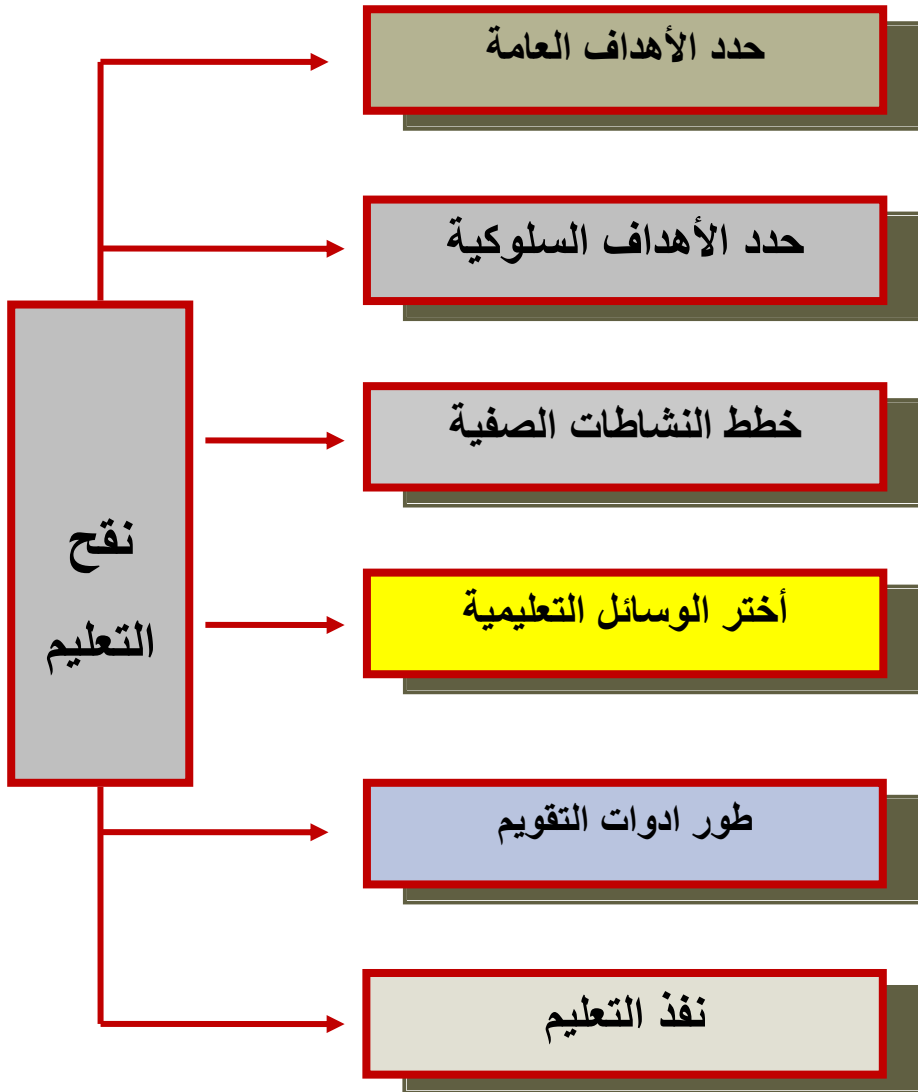 حدد الأهداف العامة
حدد الأهداف السلوكية
خطط النشاطات الصفية
نقح
التعليم
أختر الوسائل التعليمية
طور ادوات التقويم
نفذ التعليم